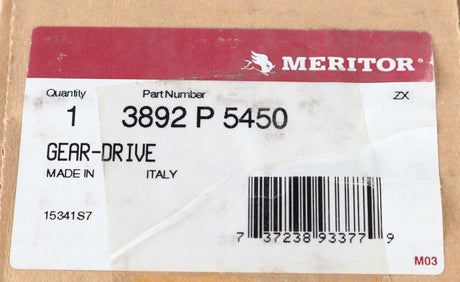 MERITOR
Quantity Part Number ZX
1 3892 P 5450
GEAR-DRIVE
MADE IN ITALY
15341S7
7 37238 93377 9
M03